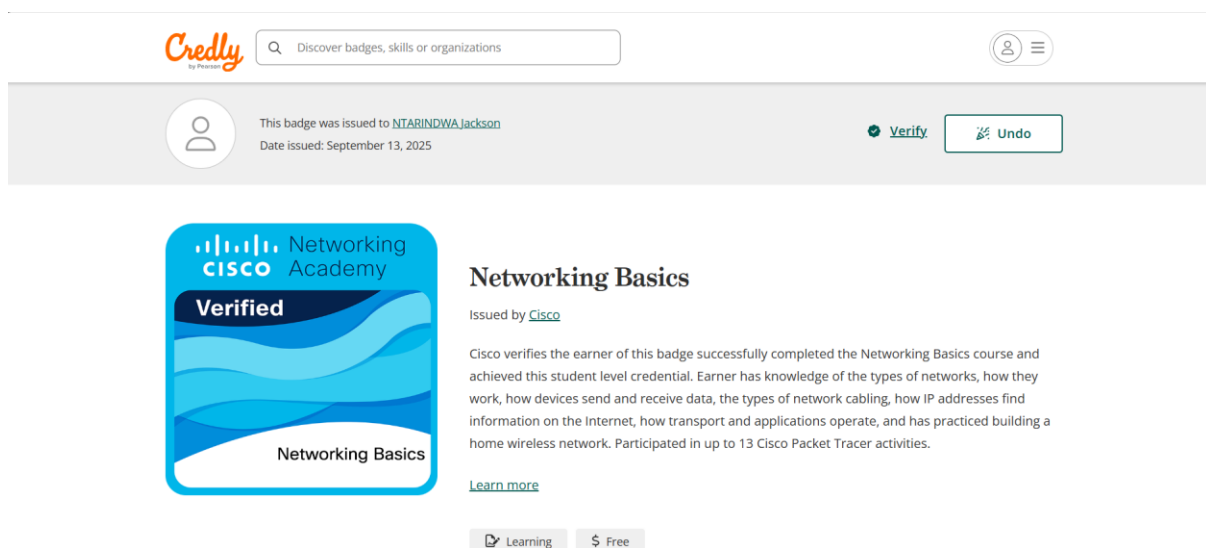 Credly
by Pearson
Discover badges, skills or organizations
This badge was issued to NTARINDWA Jackson
Date issued: September 13, 2025
Verify
Undo
CISCO Networking Academy
Verified
Networking Basics
Networking Basics
Issued by Cisco
Cisco verifies the earner of this badge successfully completed the Networking Basics course and
achieved this student level credential. Earner has knowledge of the types of networks, how they
work, how devices send and receive data, the types of network cabling, how IP addresses find
information on the Internet, how transport and applications operate, and has practiced building a
home wireless network. Participated in up to 13 Cisco Packet Tracer activities.
Learn more
Learning
$ Free